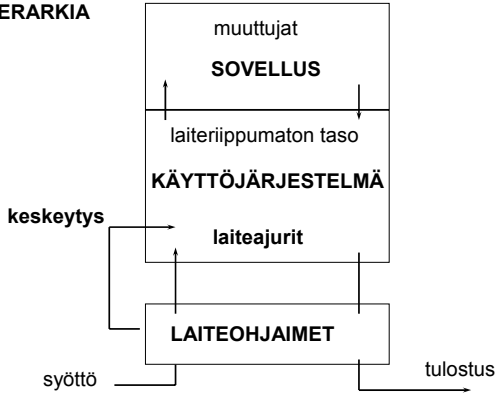 ERARKIA
muuttujat
SOVELLUS
laiteriippumaton taso
KÄYTTÖJÄRJESTELMÄ
keskeytys
laiteajurit
LAITEOHJAIMET
syöttö
tulostus